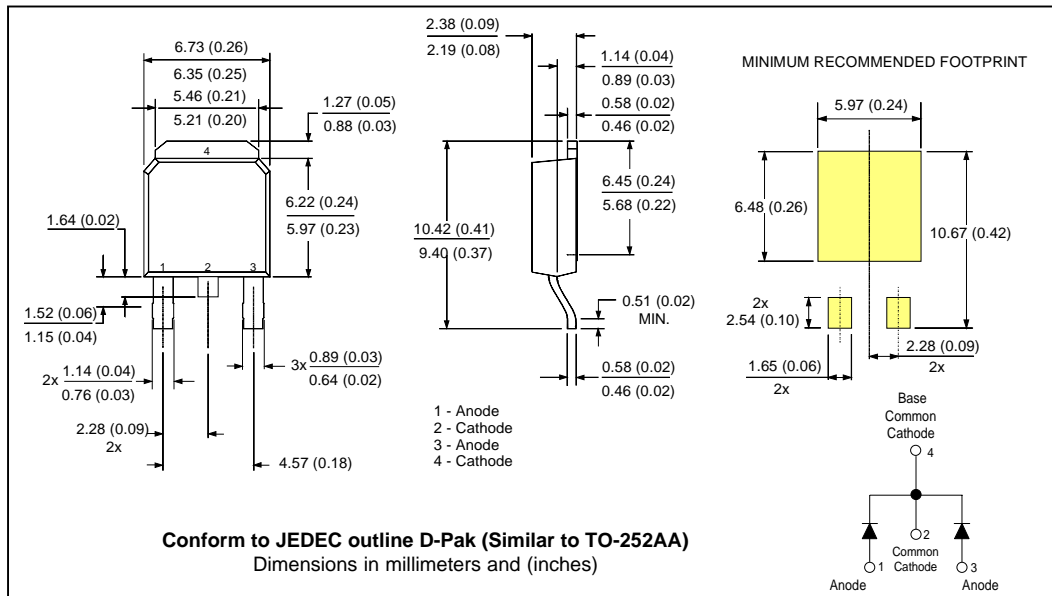 6.73 (0.26)
6.35 (0.25)
5.46 (0.21)
5.21 (0.20)
1.27 (0.05)
0.88 (0.03)
4
6.22 (0.24)
5.97 (0.23)
1.64 (0.02)
1
2
3
1.52 (0.06)
1.15 (0.04)
2x 1.14 (0.04)
0.76 (0.03)
3x 0.89 (0.03)
0.64 (0.02)
2.28 (0.09)
2x
4.57 (0.18)
2.38 (0.09)
2.19 (0.08)
1.14 (0.04)
0.89 (0.03)
0.58 (0.02)
0.46 (0.02)
6.45 (0.24)
5.68 (0.22)
10.42 (0.41)
9.40 (0.37)
0.51 (0.02)
MIN.
0.58 (0.02)
0.46 (0.02)
1 - Anode
2 - Cathode
3 - Anode
4 - Cathode
MINIMUM RECOMMENDED FOOTPRINT
5.97 (0.24)
6.48 (0.26)
10.67 (0.42)
2x
2.54 (0.10)
2.28 (0.09)
2x
1.65 (0.06)
2x
Base
Common
Cathode
4
2
Common
Cathode
1
3
Anode
Anode
Conform to JEDEC outline D-Pak (Similar to TO-252AA)
Dimensions in millimeters and (inches)